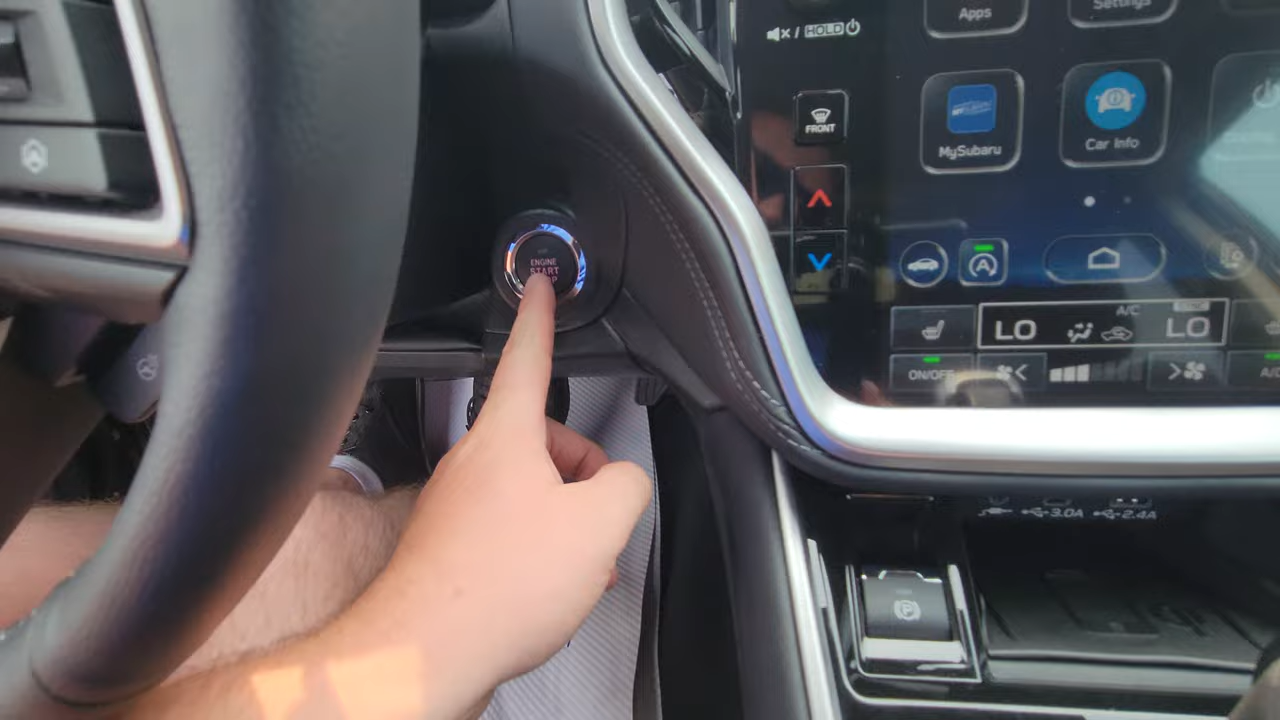 Apps
Settings
/ HOLD
FRONT
MySubaru
Car Info
ENGINE
START
A
A/C
LO
LO
ON/OFF
A/C
3.0A
2.4A
P